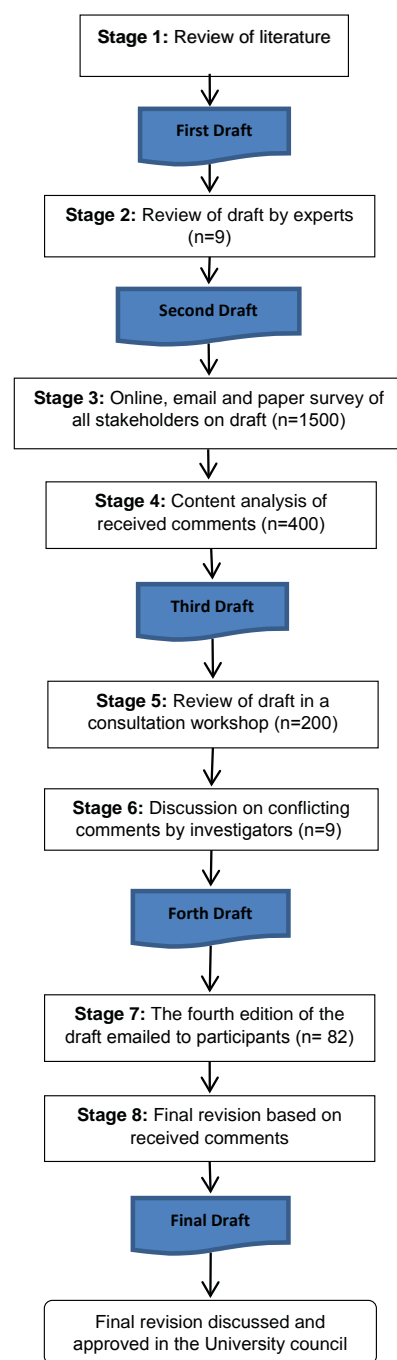 Stage 1: Review of literature
First Draft
Stage 2: Review of draft by experts
(n=9)
Second Draft
Stage 3: Online, email and paper survey of
all stakeholders on draft (n=1500)
Stage 4: Content analysis of
received comments (n=400)
Third Draft
Stage 5: Review of draft in a
consultation workshop (n=200)
Stage 6: Discussion on conflicting
comments by investigators (n=9)
Forth Draft
Stage 7: The fourth edition of the
draft emailed to participants (n= 82)
Stage 8: Final revision based on
received comments
Final Draft
Final revision discussed and
approved in the University council